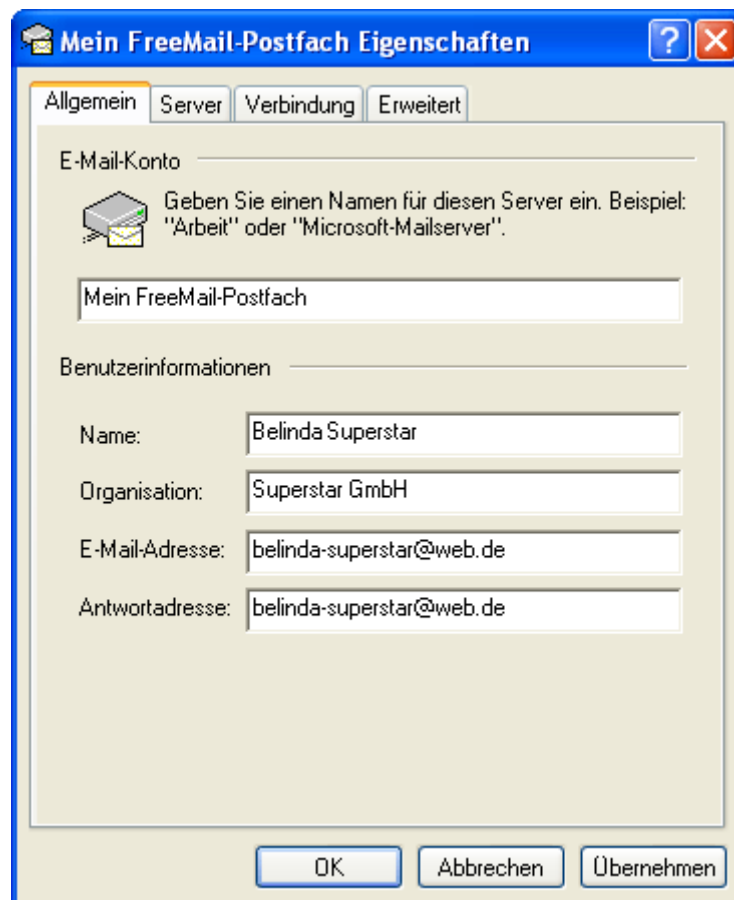 Mein FreeMail-Postfach Eigenschaften
Allgemein Server Verbindung Erweitert
E-Mail-Konto
Geben Sie einen Namen für diesen Server ein. Beispiel:
"Arbeit" oder "Microsoft-Mailserver".
Mein FreeMail-Postfach
Benutzerinformationen
Name: Belinda Superstar
Organisation: Superstar GmbH
E-Mail-Adresse: belinda-superstar@web.de
Antwortadresse: belinda-superstar@web.de
OK Abbrechen Übernehmen